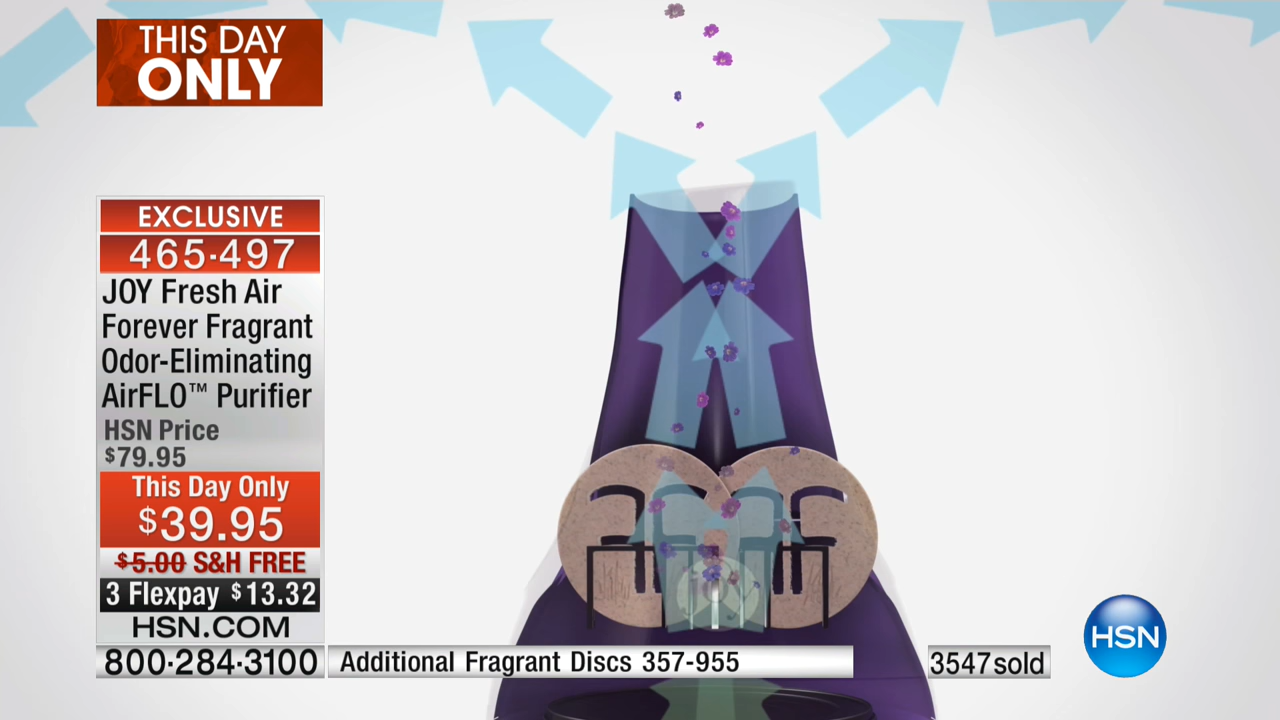 THIS DAY
ONLY
EXCLUSIVE
465·497
JOY Fresh Air
Forever Fragrant
Odor-Eliminating
AirFLO™ Purifier
HSN Price
$79.95
This Day Only
$39.95
$5.00 S&H FREE
3 Flexpay $13.32
HSN.COM
800·284·3100
Additional Fragrant Discs 357-955
3547 sold
HSN